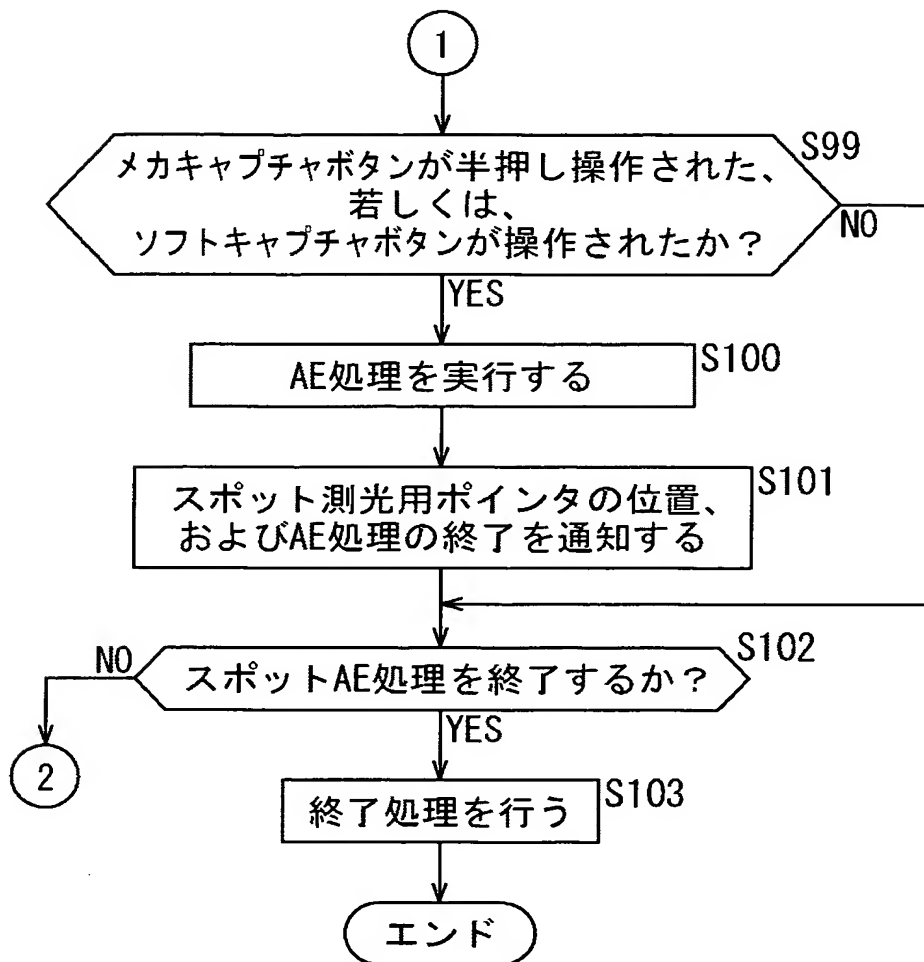 1
メカキャプチャボタンが半押し操作された、
若しくは、
ソフトキャプチャボタンが操作されたか？
S99
NO
YES
AE処理を実行する
S100
スポット測光用ポインタの位置、
およびAE処理の終了を通知する
S101
スポットAE処理を終了するか？
S102
NO
YES
2
終了処理を行う
S103
エンド